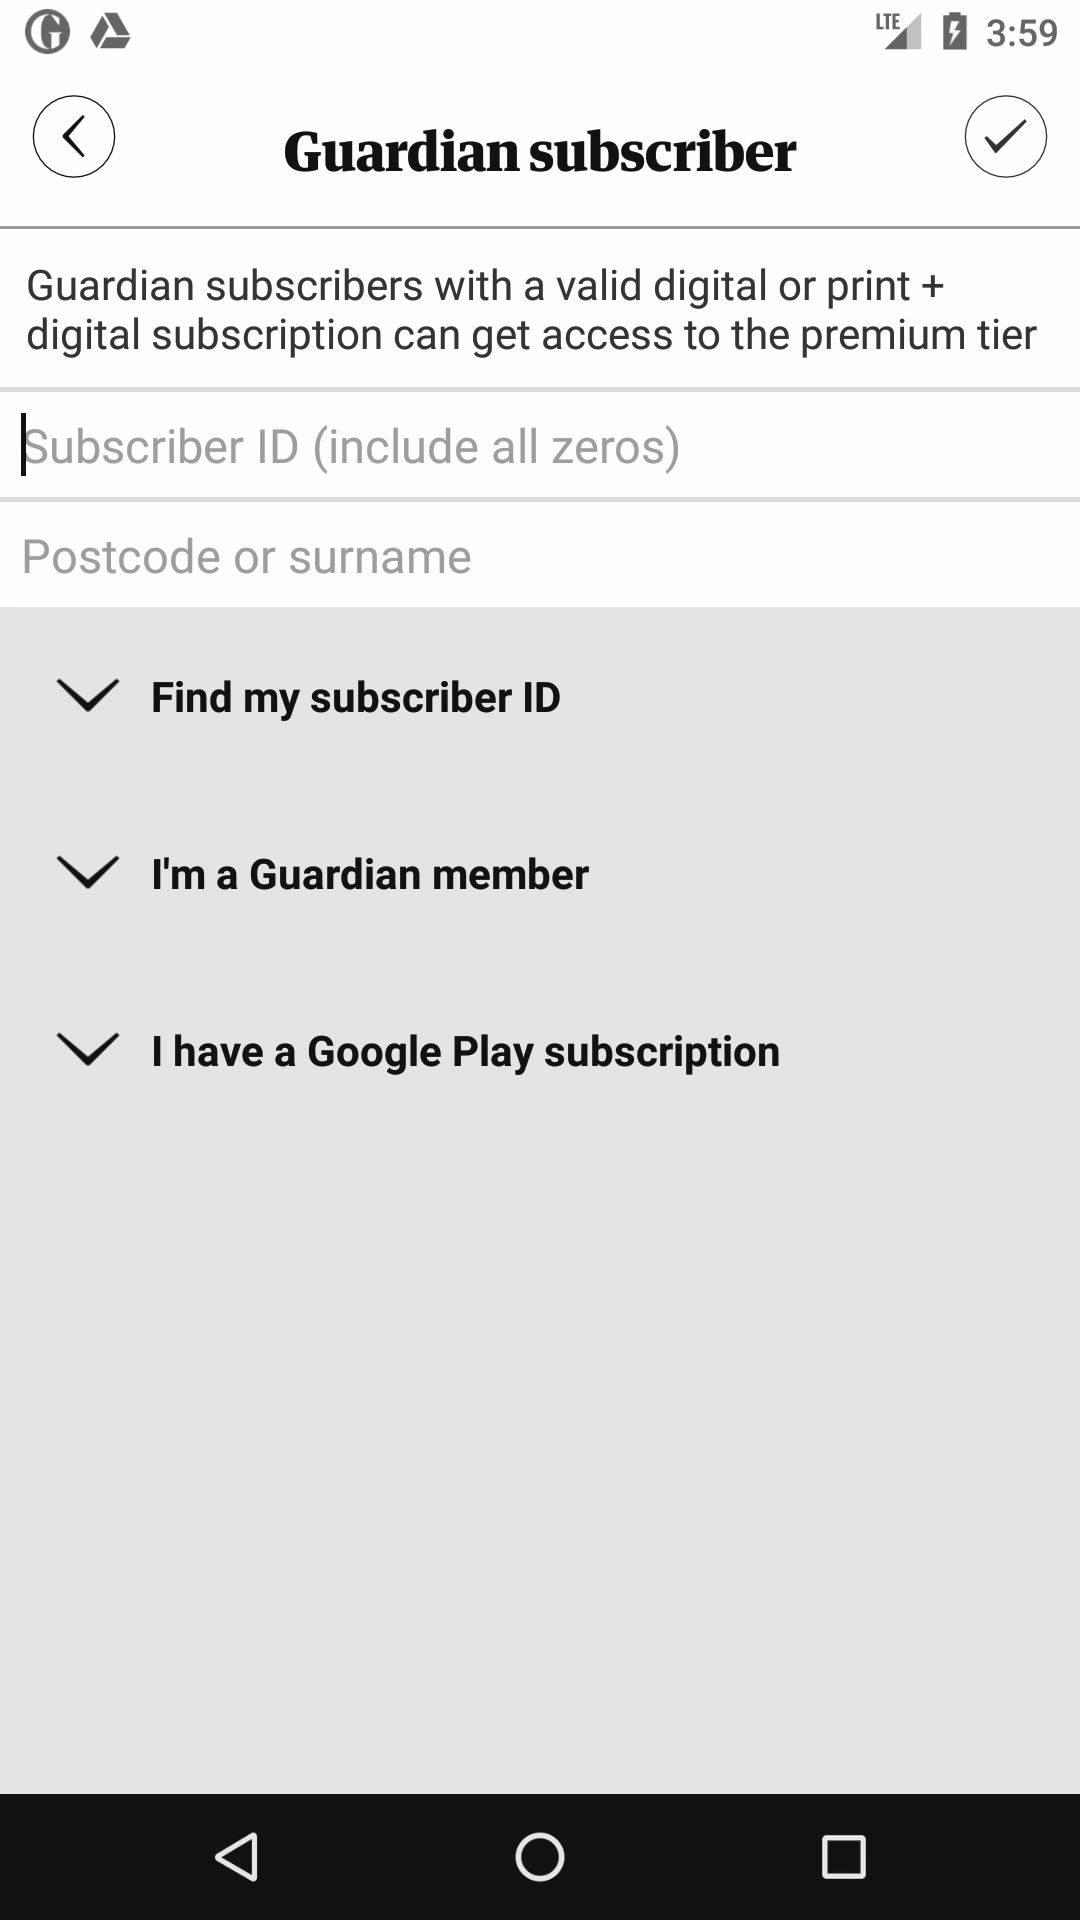 LTE 3:59
Guardian subscriber
Guardian subscribers with a valid digital or print +
digital subscription can get access to the premium tier
Subscriber ID (include all zeros)
Postcode or surname
Find my subscriber ID
I'm a Guardian member
I have a Google Play subscription